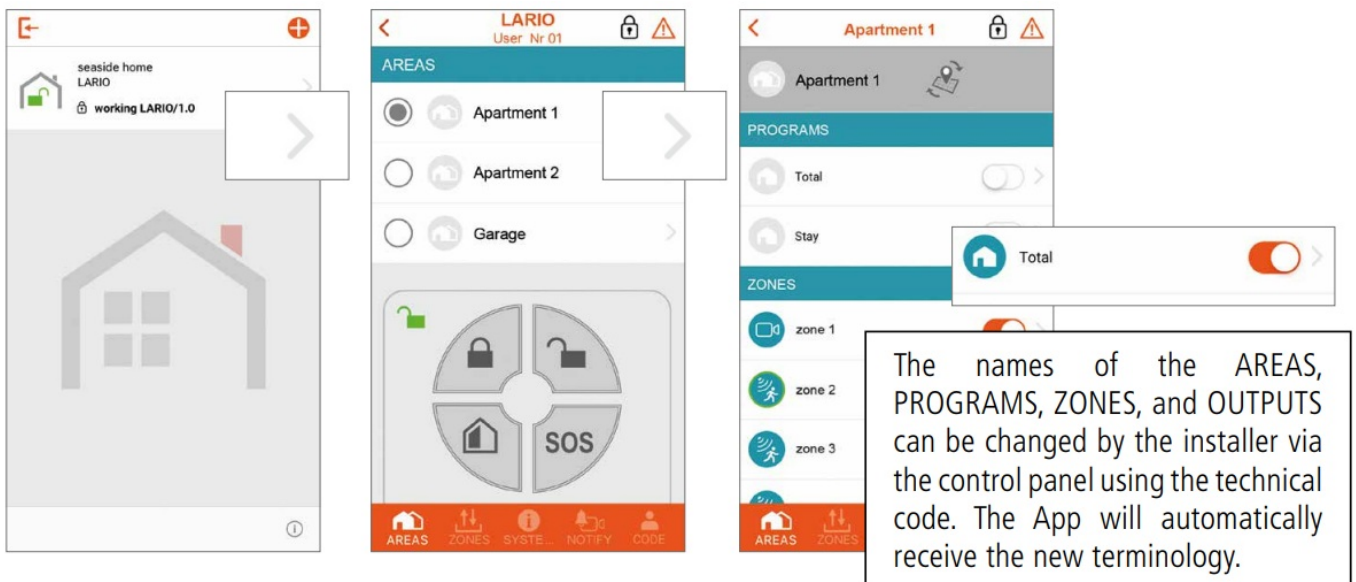 seaside home
LARIO
working LARIO/1.0
LARIO
User Nr 01
AREAS
Apartment 1
Apartment 2
Garage
SOS
AREAS
ZONES
SYSTE...
NOTIFY
CODE
Apartment 1
Apartment 1
PROGRAMS
Total
Stay
Total
ZONES
zone 1
zone 2
zone 3
AREAS
ZONES
The names of the AREAS,
PROGRAMS, ZONES, and OUTPUTS
can be changed by the installer via
the control panel using the technical
code. The App will automatically
receive the new terminology.